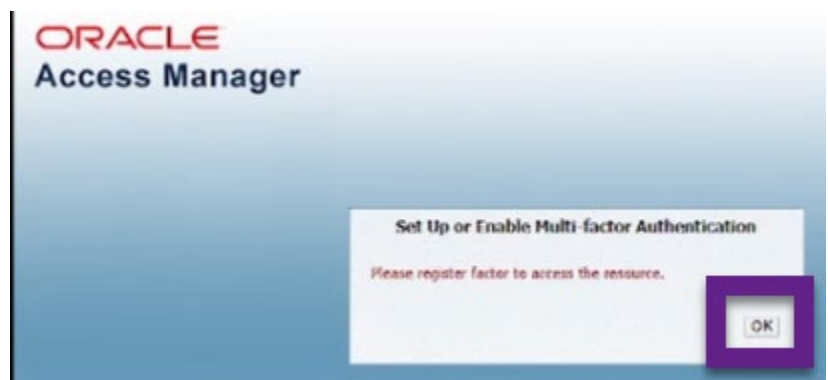 ORACLE
Access Manager
Set Up or Enable Multi-factor Authentication
Please register factor to access the resource.
OK